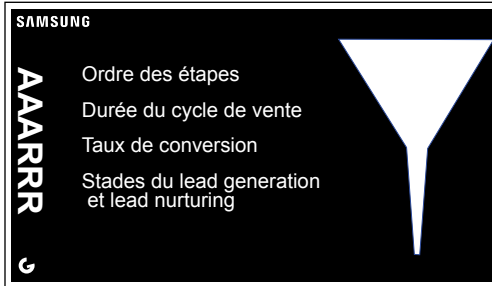 SAMSUNG
AAARRR
Ordre des étapes
Durée du cycle de vente
Taux de conversion
Stades du lead generation
et lead nurturing